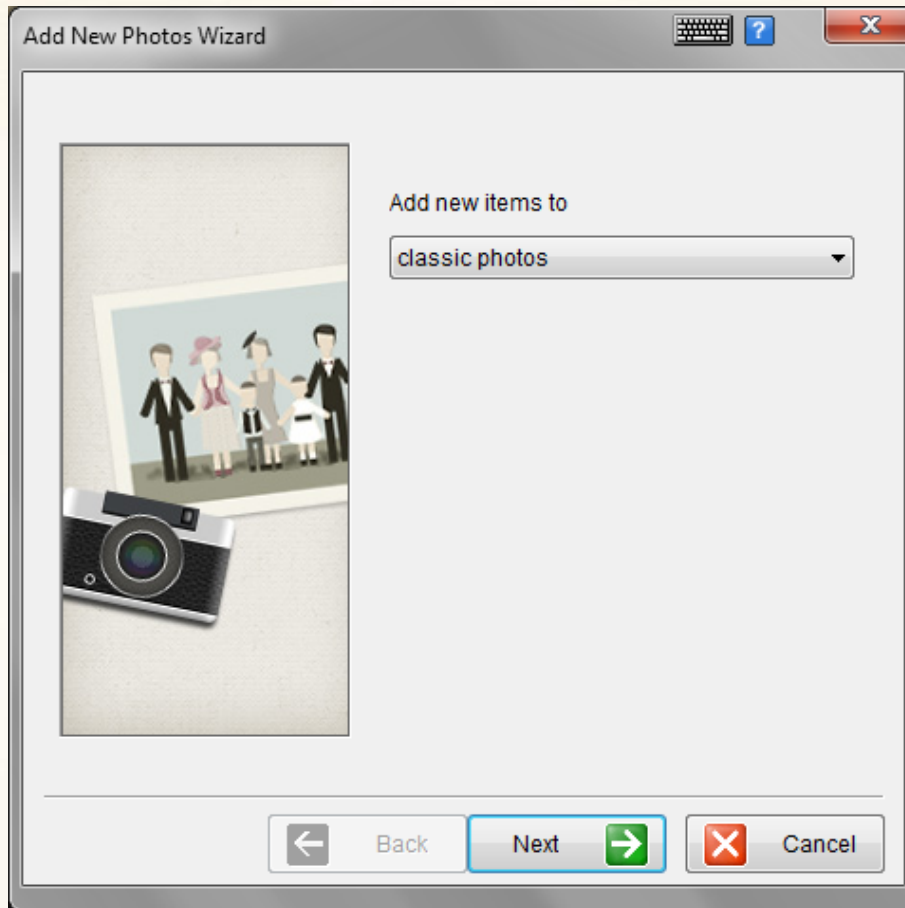 Add New Photos Wizard
Add new items to
classic photos
Back
Next
Cancel